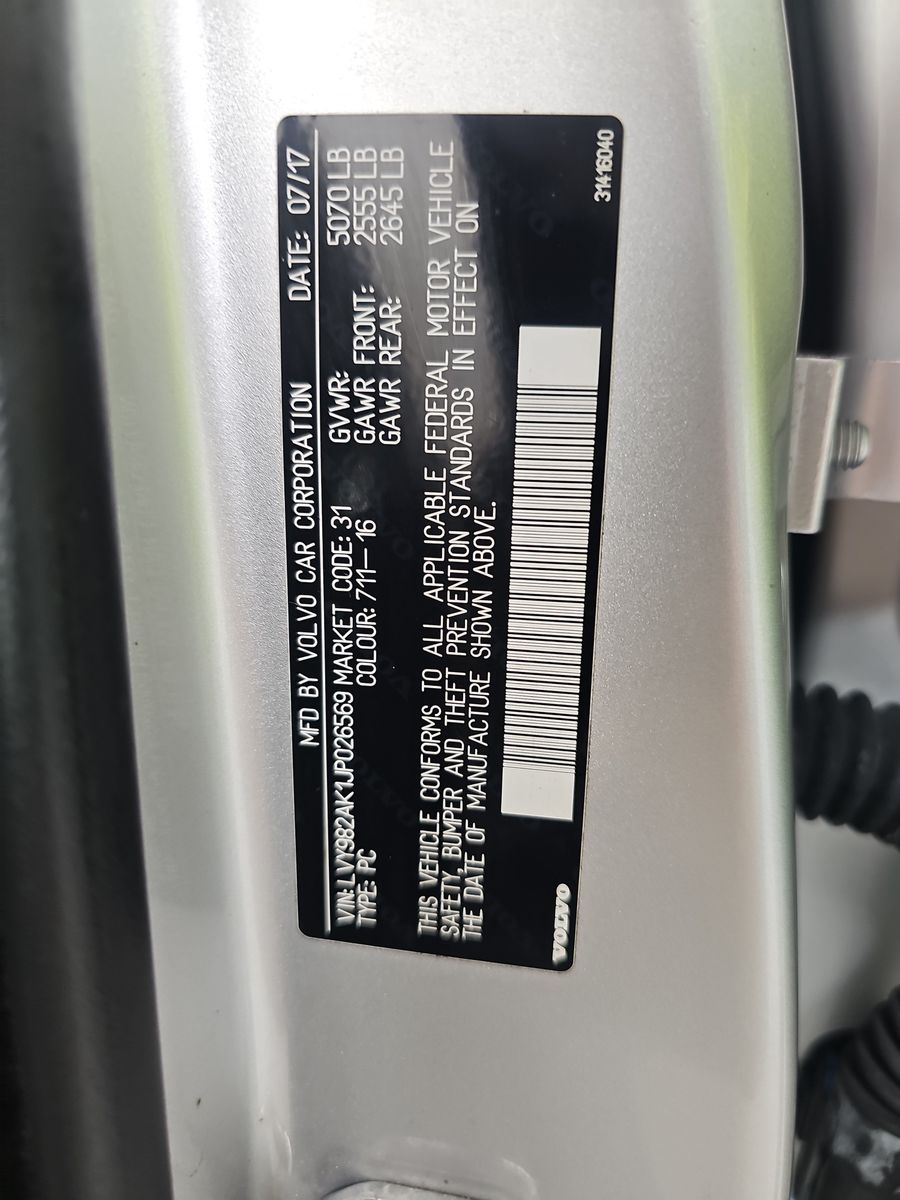 MFD BY VOLVO CAR CORPORATION DATE: 07/17
VIN: LVY982AK1JP026569 MARKET CODE: 31 GVWR: 5070 LB
TYPE: PC COLOUR: 711-16 GAWR FRONT: 2555 LB
GAWR REAR: 2645 LB
THIS VEHICLE CONFORMS TO ALL APPLICABLE FEDERAL MOTOR VEHICLE
SAFETY, BUMPER AND THEFT PREVENTION STANDARDS IN EFFECT ON
THE DATE OF MANUFACTURE SHOWN ABOVE.
VOLVO 31416040